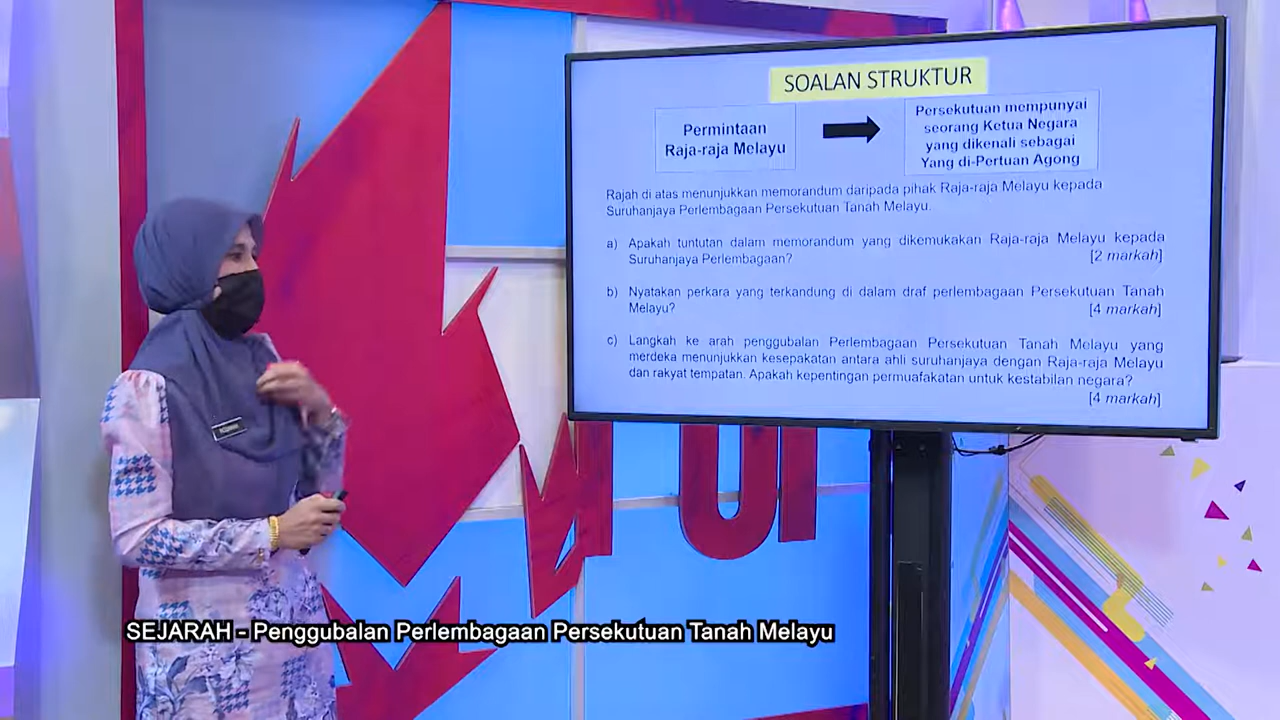 SOALAN STRUKTUR
Permintaan
Raja-raja Melayu
Persekutuan mempunyai
seorang Ketua Negara
yang dikenali sebagai
Yang di-Pertuan Agong
Rajah di atas menunjukkan memorandum daripada pihak Raja-raja Melayu kepada
Suruhanjaya Perlembagaan Persekutuan Tanah Melayu.
a) Apakah tuntutan dalam memorandum yang dikemukakan Raja-raja Melayu kepada
Suruhanjaya Perlembagaan? [2 markah]
b) Nyatakan perkara yang terkandung di dalam draf perlembagaan Persekutuan Tanah
Melayu? [4 markah]
c) Langkah ke arah penggubalan Perlembagaan Persekutuan Tanah Melayu yang
merdeka menunjukkan kesepakatan antara ahli suruhanjaya dengan Raja-raja Melayu
dan rakyat tempatan. Apakah kepentingan permuafakatan untuk kestabilan negara?
[4 markah]
SEJARAH - Penggubalan Perlembagaan Persekutuan Tanah Melayu